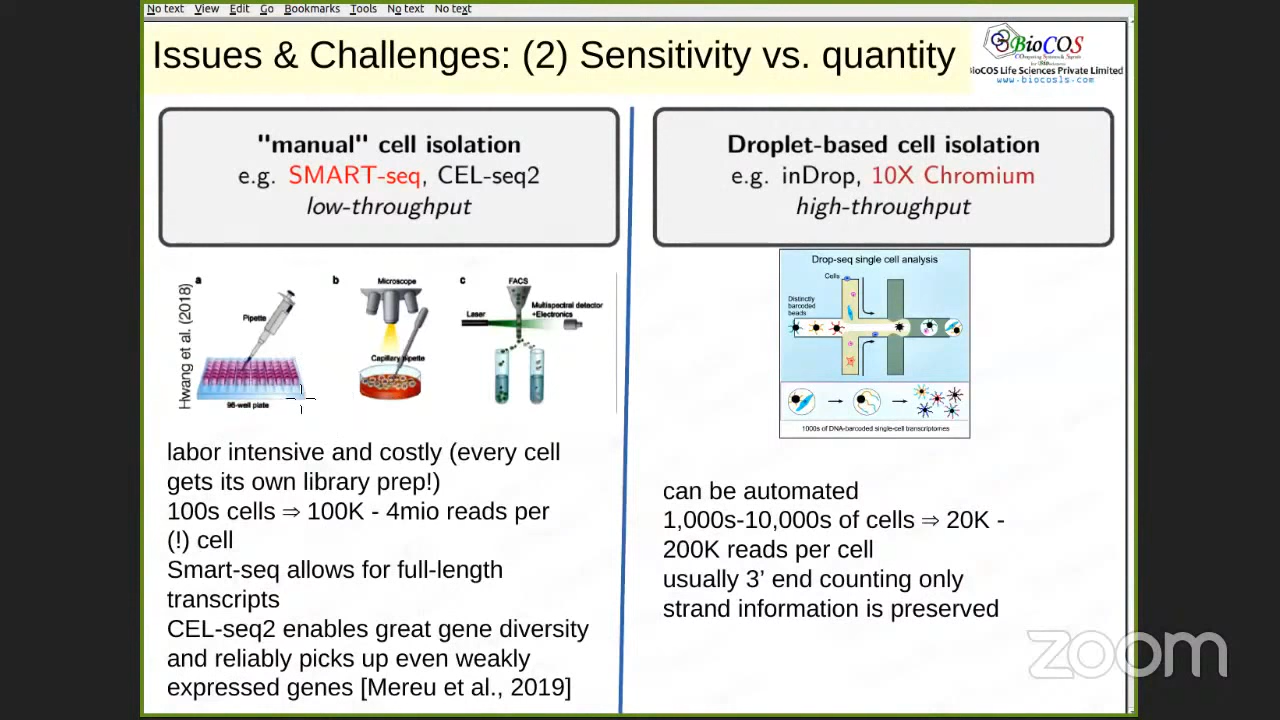 No text View Edit Go Bookmarks Tools No text No text
Issues & Challenges: (2) Sensitivity vs. quantity
BioCOS
BioCOS Life Sciences Private Limited
www.biocosls.com
"manual" cell isolation
e.g. SMART-seq, CEL-seq2
low-throughput
Hwang et al. (2018)
a
Pipette
96-well plate
b
Microscope
Capillary pipette
c
FACS
Laser
Multispectral detector
+Electronics
labor intensive and costly (every cell
gets its own library prep!)
100s cells ⇒ 100K - 4mio reads per
(!) cell
Smart-seq allows for full-length
transcripts
CEL-seq2 enables great gene diversity
and reliably picks up even weakly
expressed genes [Mereu et al., 2019]
Droplet-based cell isolation
e.g. inDrop, 10X Chromium
high-throughput
Drop-seq single cell analysis
Cells
Distinctly
barcoded
beads
1000s of DNA-barcoded single-cell transcriptomes
can be automated
1,000s-10,000s of cells ⇒ 20K -
200K reads per cell
usually 3’ end counting only
strand information is preserved
zoom